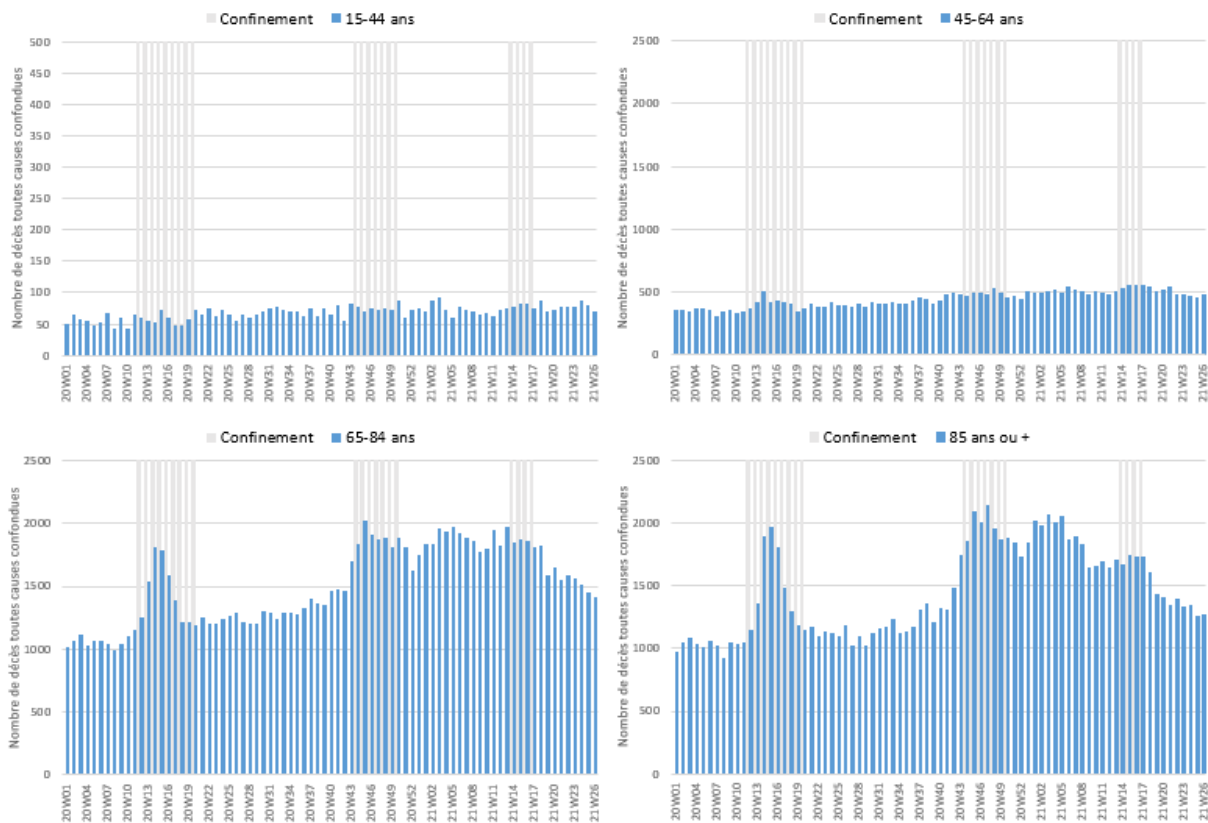 Confinement 15-44 ans
Nombre de décès toutes causes confondues
500
450
400
350
300
250
200
150
100
50
0
20W01 20W04 20W07 20W10 20W13 20W16 20W19 20W22 20W25 20W28 20W31 20W34 20W37 20W40 20W43 20W46 20W49 20W52 21W02 21W05 21W08 21W11 21W14 21W17 21W20 21W23 21W26
Confinement 45-64 ans
Nombre de décès toutes causes confondues
2500
2000
1500
1000
500
0
20W01 20W04 20W07 20W10 20W13 20W16 20W19 20W22 20W25 20W28 20W31 20W34 20W37 20W40 20W43 20W46 20W49 20W52 21W02 21W05 21W08 21W11 21W14 21W17 21W20 21W23 21W26
Confinement 65-84 ans
Nombre de décès toutes causes confondues
2500
2000
1500
1000
500
0
20W01 20W04 20W07 20W10 20W13 20W16 20W19 20W22 20W25 20W28 20W31 20W34 20W37 20W40 20W43 20W46 20W49 20W52 21W02 21W05 21W08 21W11 21W14 21W17 21W20 21W23 21W26
Confinement 85 ans ou +
Nombre de décès toutes causes confondues
2500
2000
1500
1000
500
0
20W01 20W04 20W07 20W10 20W13 20W16 20W19 20W22 20W25 20W28 20W31 20W34 20W37 20W40 20W43 20W46 20W49 20W52 21W02 21W05 21W08 21W11 21W14 21W17 21W20 21W23 21W26